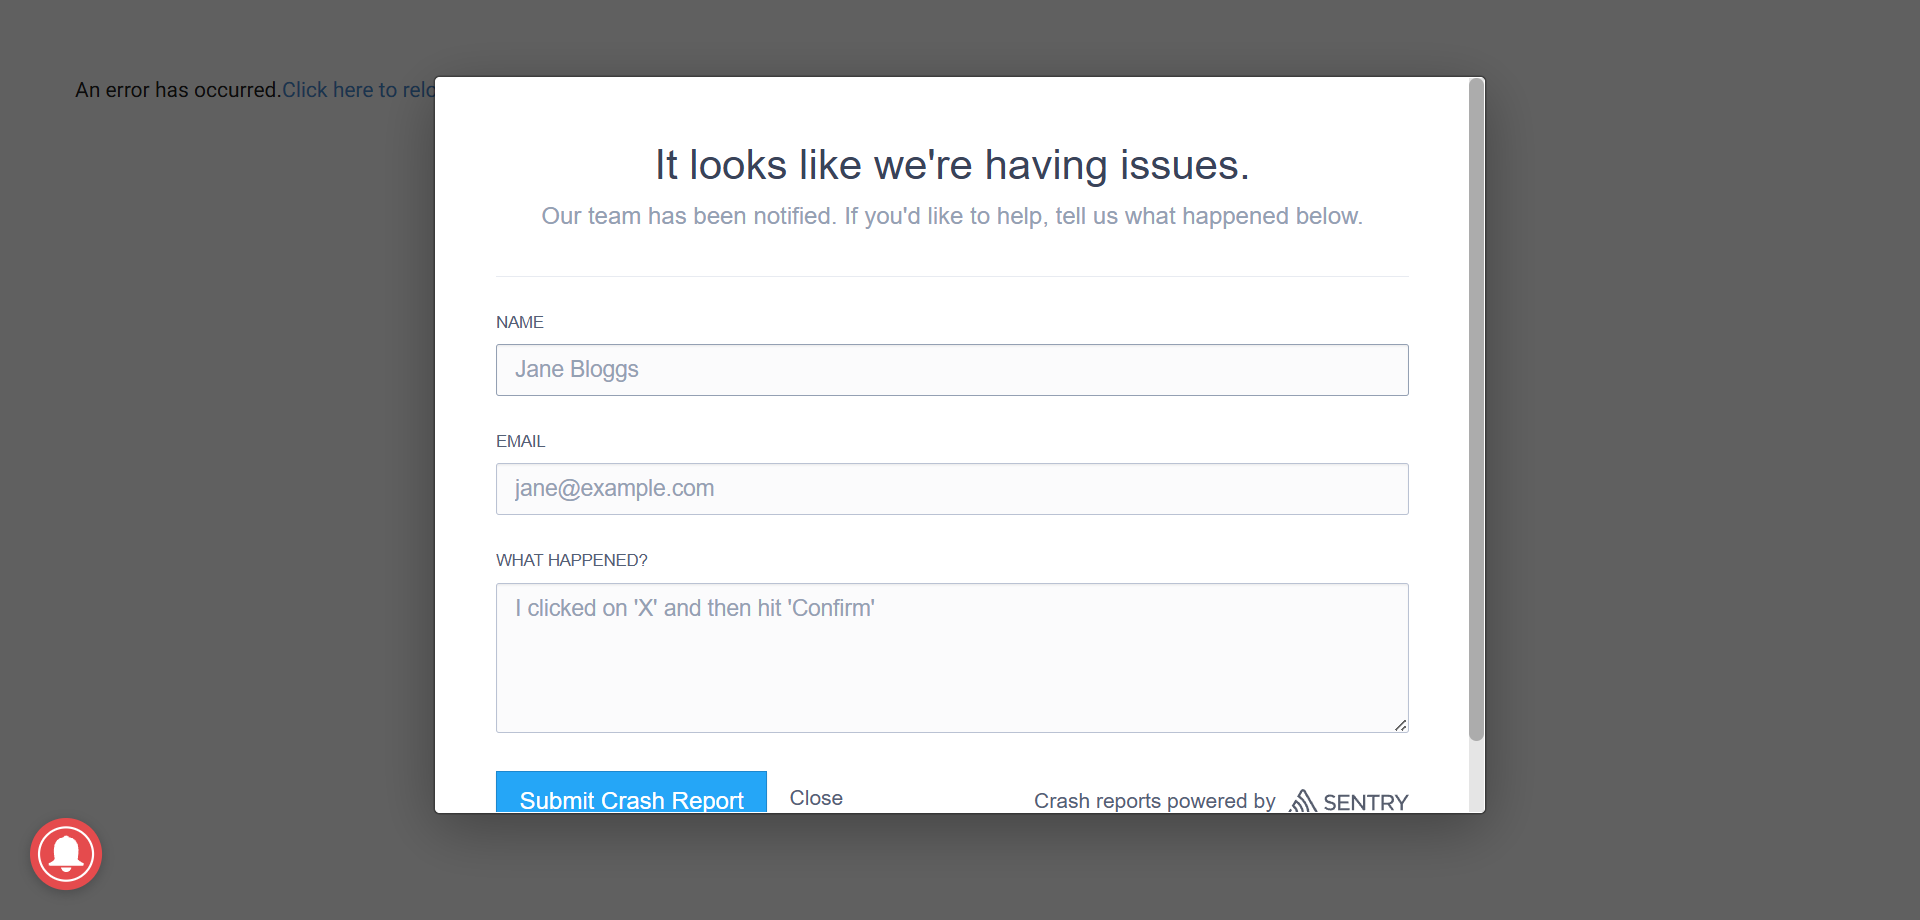 An error has occurred.Click here to relo
It looks like we're having issues.
Our team has been notified. If you'd like to help, tell us what happened below.
NAME
Jane Bloggs
EMAIL
jane@example.com
WHAT HAPPENED?
I clicked on 'X' and then hit 'Confirm'
Submit Crash Report
Close
Crash reports powered by SENTRY